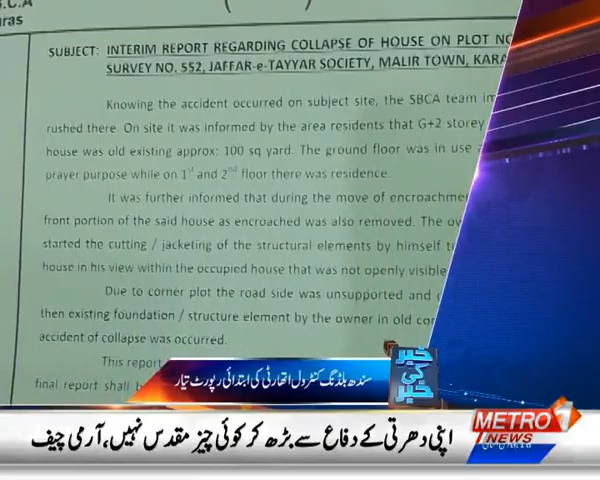 SUBJECT: INTERIM REPORT REGARDING COLLAPSE OF HOUSE ON PLOT NO
SURVEY NO. 552, JAFFAR-e-TAYYAR SOCIETY, MALIR TOWN, KARA
Knowing the accident occurred on subject site, the SBCA team im
rushed there. On site it was informed by the area residents that G+2 storey
house was old existing approx: 100 sq yard. The ground floor was in use
prayer purpose while on 1st and 2nd floor there was residence.
It was further informed that during the move of encroachme
front portion of the said house as encroached was also removed. The ow
started the cutting / jacketing of the structural elements by himself
house in his view within the occupied house that was not openly visible
Due to corner plot the road side was unsupported and
then existing foundation / structure element by the owner in old
accident of collapse was occurred.
This report
final report shall
خبر کی خبر
سندھ بلڈنگ کنٹرول اتھارٹی کی ابتدائی رپورٹ تیار
METRO 1 NEWS
اپنی دھرتی کے دفاع سے بڑھ کر کوئی چیز مقدس نہیں، آرمی چیف